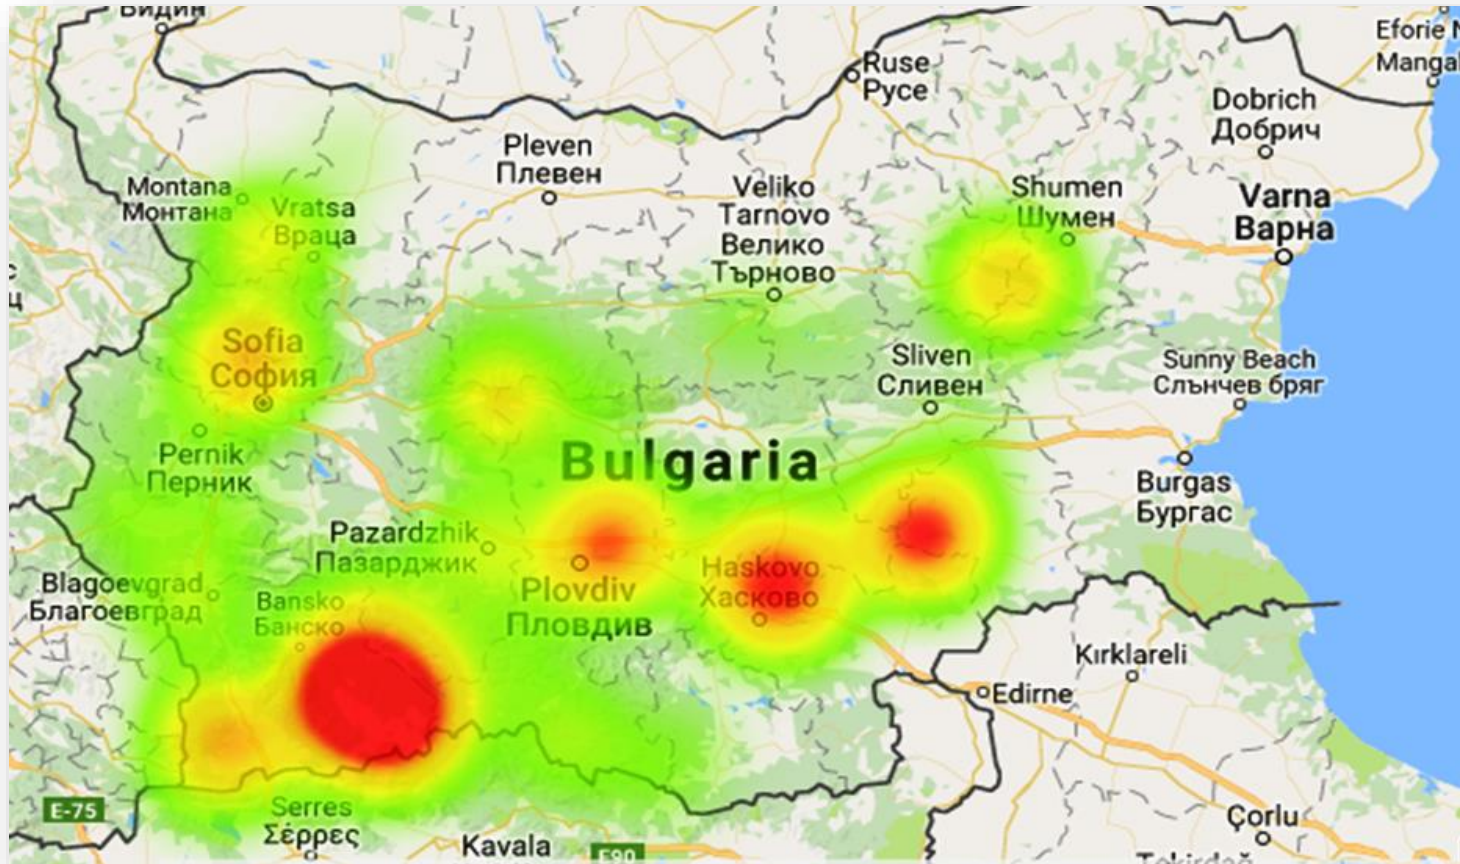 Видин
Ruse
Русе
Eforie N
Mangal
Dobrich
Добрич
Pleven
Плевен
Montana
Монтана
Vratsa
Враца
Veliko
Tarnovo
Велико
Търново
Shumen
Шумен
Varna
Варна
Sofia
София
Sliven
Сливен
Sunny Beach
Слънчев бряг
Pernik
Перник
Bulgaria
Burgas
Бургас
Pazardzhik
Пазарджик
Plovdiv
Пловдив
Haskovo
Хасково
Blagoevgrad
Благоевград
Bansko
Банско
Kırklareli
Edirne
E-75
Serres
Σέρρες
Kavala
E90
Çorlu
Tekirdağ